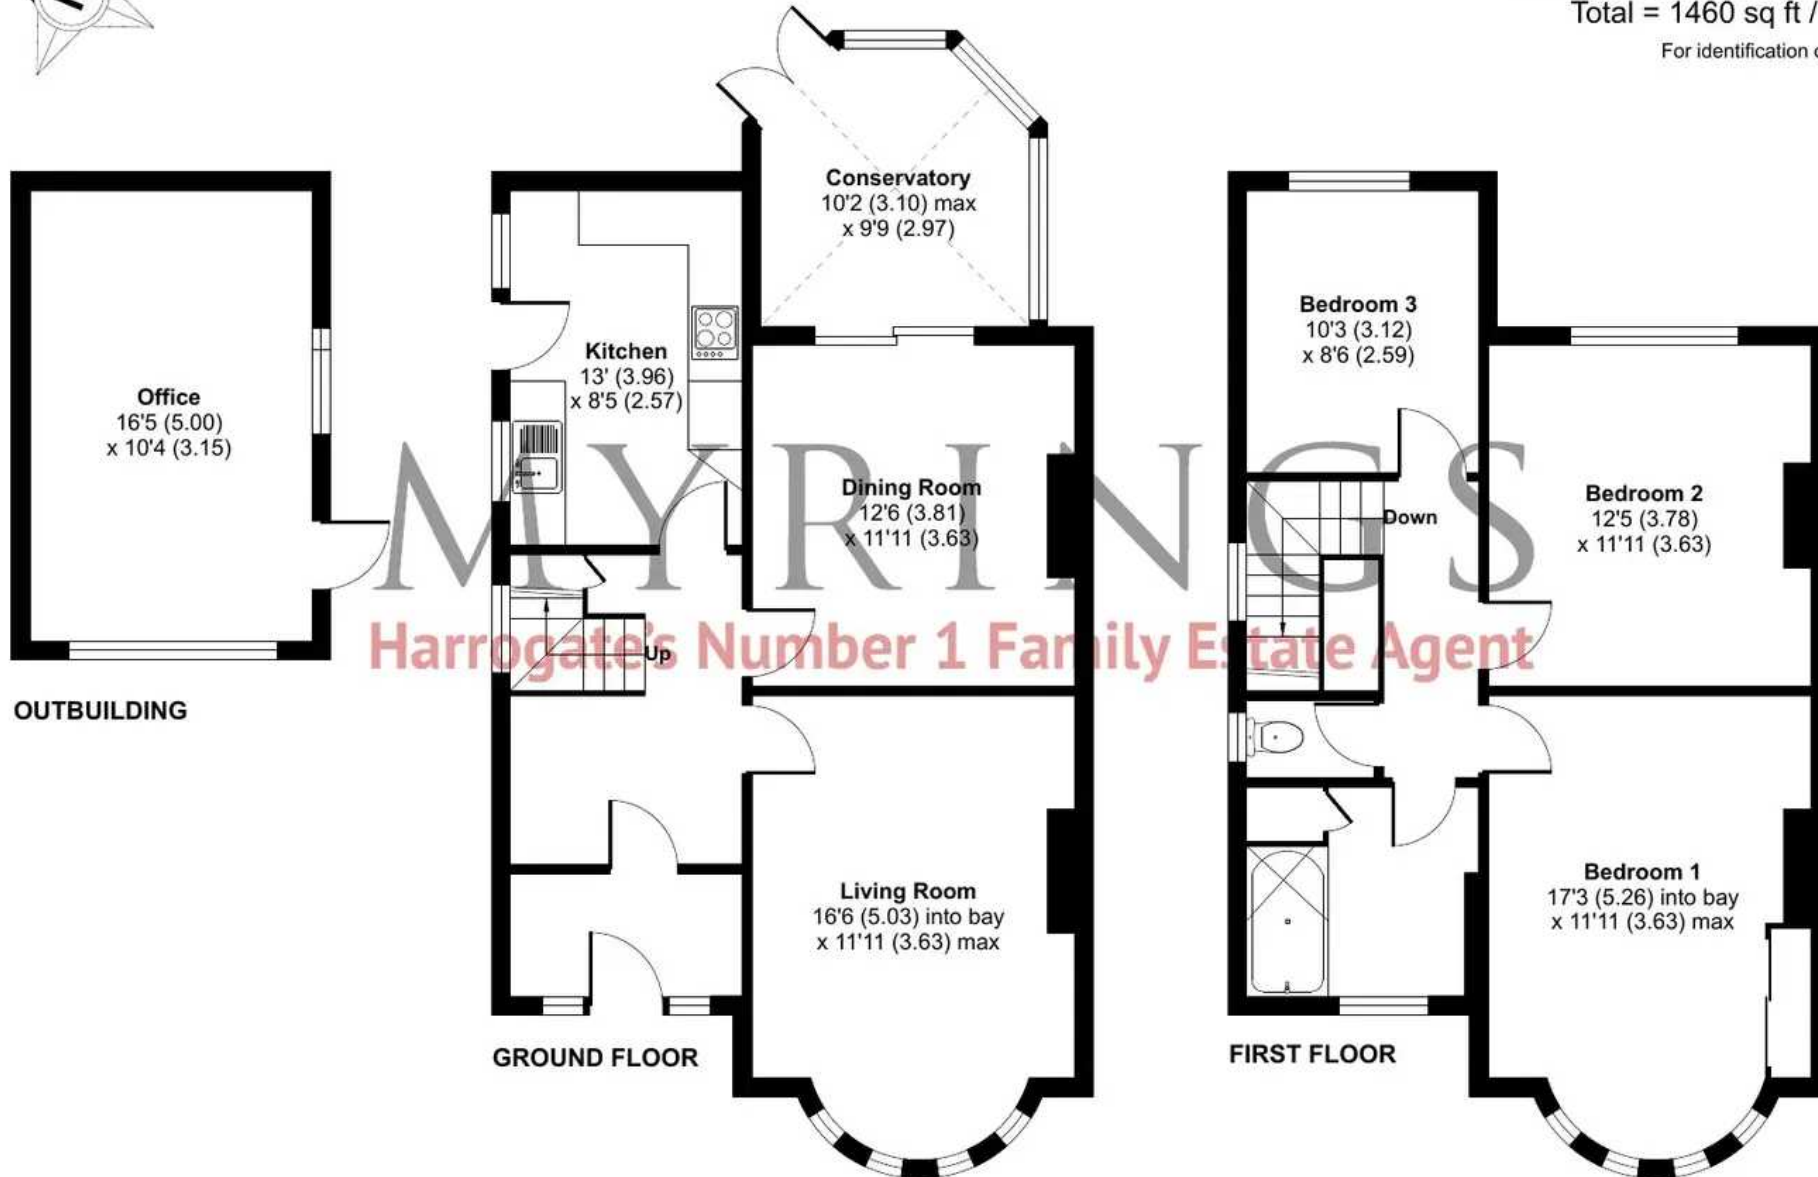 Total = 1460 sq ft /
For identification
Conservatory
10'2 (3.10) max
x 9'9 (2.97)
Office
16'5 (5.00)
x 10'4 (3.15)
Kitchen
13' (3.96)
x 8'5 (2.57)
Dining Room
12'6 (3.81)
x 11'11 (3.63)
Up
Living Room
16'6 (5.03) into bay
x 11'11 (3.63) max
Bedroom 3
10'3 (3.12)
x 8'6 (2.59)
Down
Bedroom 2
12'5 (3.78)
x 11'11 (3.63)
Bedroom 1
17'3 (5.26) into bay
x 11'11 (3.63) max
MYRINGS
Harrogate's Number 1 Family Estate Agent
OUTBUILDING
GROUND FLOOR
FIRST FLOOR